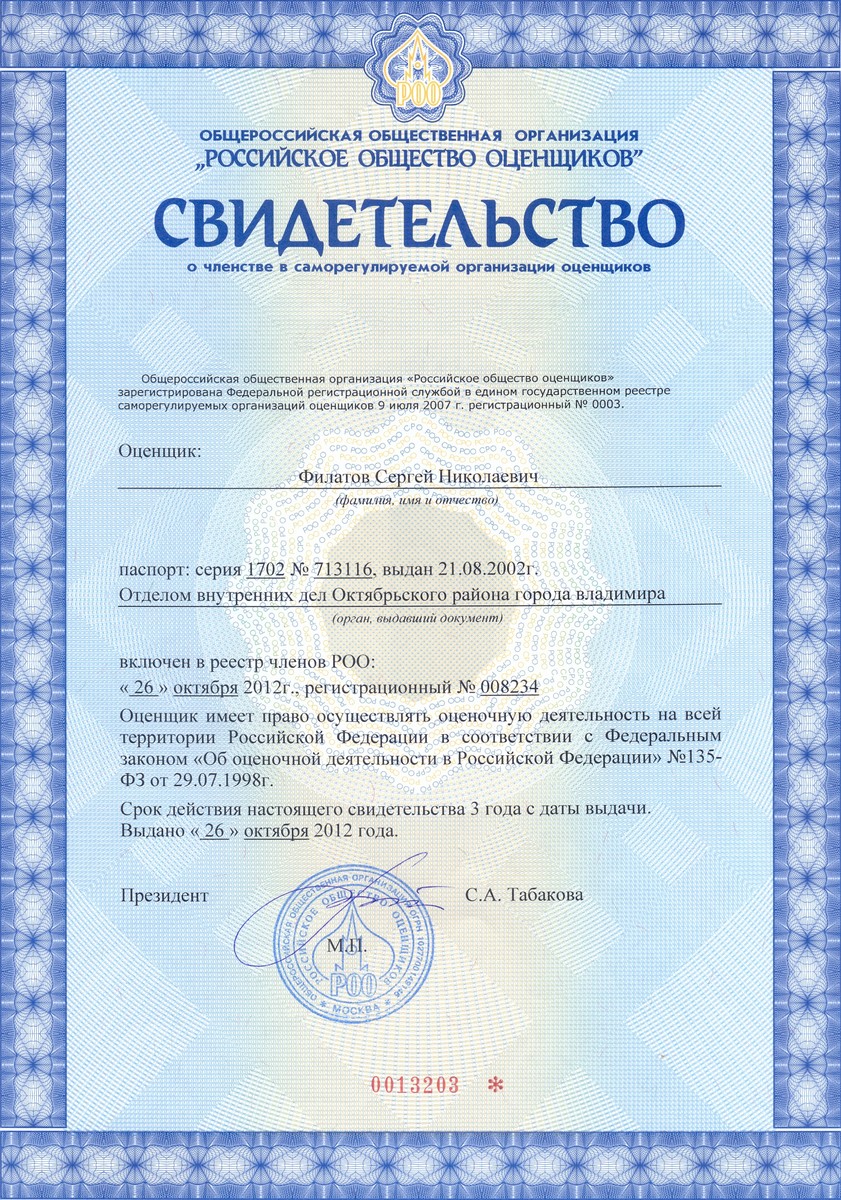 РОО
ОБЩЕРОССИЙСКАЯ ОБЩЕСТВЕННАЯ ОРГАНИЗАЦИЯ
„РОССИЙСКОЕ ОБЩЕСТВО ОЦЕНЩИКОВ”
СВИДЕТЕЛЬСТВО
о членстве в саморегулируемой организации оценщиков
Общероссийская общественная организация «Российское общество оценщиков»
зарегистрирована Федеральной регистрационной службой в едином государственном реестре
саморегулируемых организаций оценщиков 9 июля 2007 г. регистрационный № 0003.
Оценщик:
Филатов Сергей Николаевич
(фамилия, имя и отчество)
паспорт: серия 1702 № 713116, выдан 21.08.2002г.
Отделом внутренних дел Октябрьского района города владимира
(орган, выдавший документ)
включен в реестр членов РОО:
« 26 » октября 2012г., регистрационный № 008234
Оценщик имеет право осуществлять оценочную деятельность на всей
территории Российской Федерации в соответствии с Федеральным
законом «Об оценочной деятельности в Российской Федерации» №135-
ФЗ от 29.07.1998г.
Срок действия настоящего свидетельства 3 года с даты выдачи.
Выдано « 26 » октября 2012 года.
Президент С.А. Табакова
ОБЩЕРОССИЙСКАЯ ОБЩЕСТВЕННАЯ ОРГАНИЗАЦИЯ
РОССИЙСКОЕ ОБЩЕСТВО ОЦЕНЩИКОВ
М.П.
РОО
* МОСКВА *
0013203 *